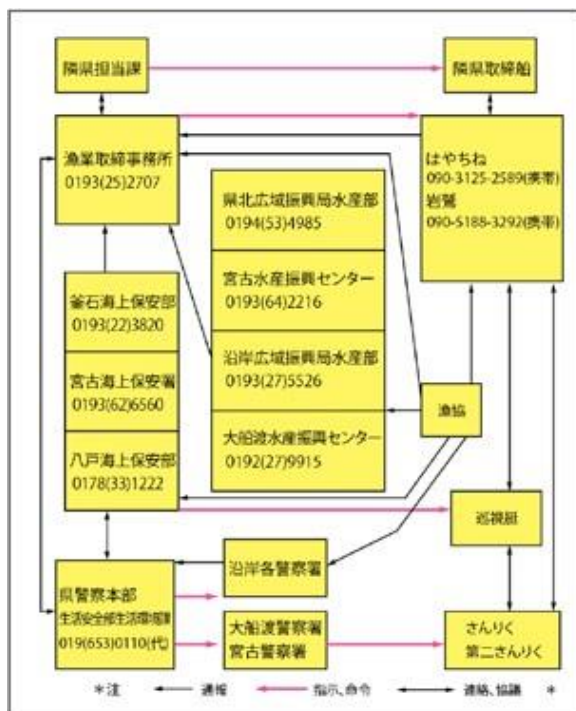 隣県担当課
隣県取締船
漁業取締事務所
0193(25)2707
はやちね
090-3125-2589(携帯)
岩鷲
090-5188-3292(携帯)
県北広域振興局水産部
0194(53)4985
宮古水産振興センター
0193(64)2216
沿岸広域振興局水産部
0193(27)5526
大船渡水産振興センター
0192(27)9915
釜石海上保安部
0193(22)3820
宮古海上保安署
0193(62)6560
八戸海上保安部
0178(33)1222
漁協
巡視艇
県警察本部
生活安全部生活環境課
019(653)0110(代)
沿岸各警察署
大船渡警察署
宮古警察署
さんりく
第二さんりく
*注 通報 指示、命令 連絡、協議 *